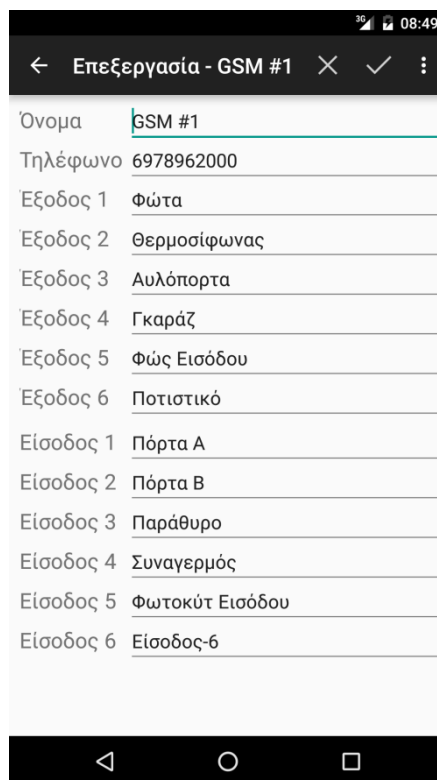 3G 08:49
Επεξεργασία - GSM #1
Όνομα GSM #1
Τηλέφωνο 6978962000
Έξοδος 1 Φώτα
Έξοδος 2 Θερμοσίφωνας
Έξοδος 3 Αυλόπορτα
Έξοδος 4 Γκαράζ
Έξοδος 5 Φώς Εισόδου
Έξοδος 6 Ποτιστικό
Είσοδος 1 Πόρτα Α
Είσοδος 2 Πόρτα Β
Είσοδος 3 Παράθυρο
Είσοδος 4 Συναγερμός
Είσοδος 5 Φωτοκύτ Εισόδου
Είσοδος 6 Είσοδος-6